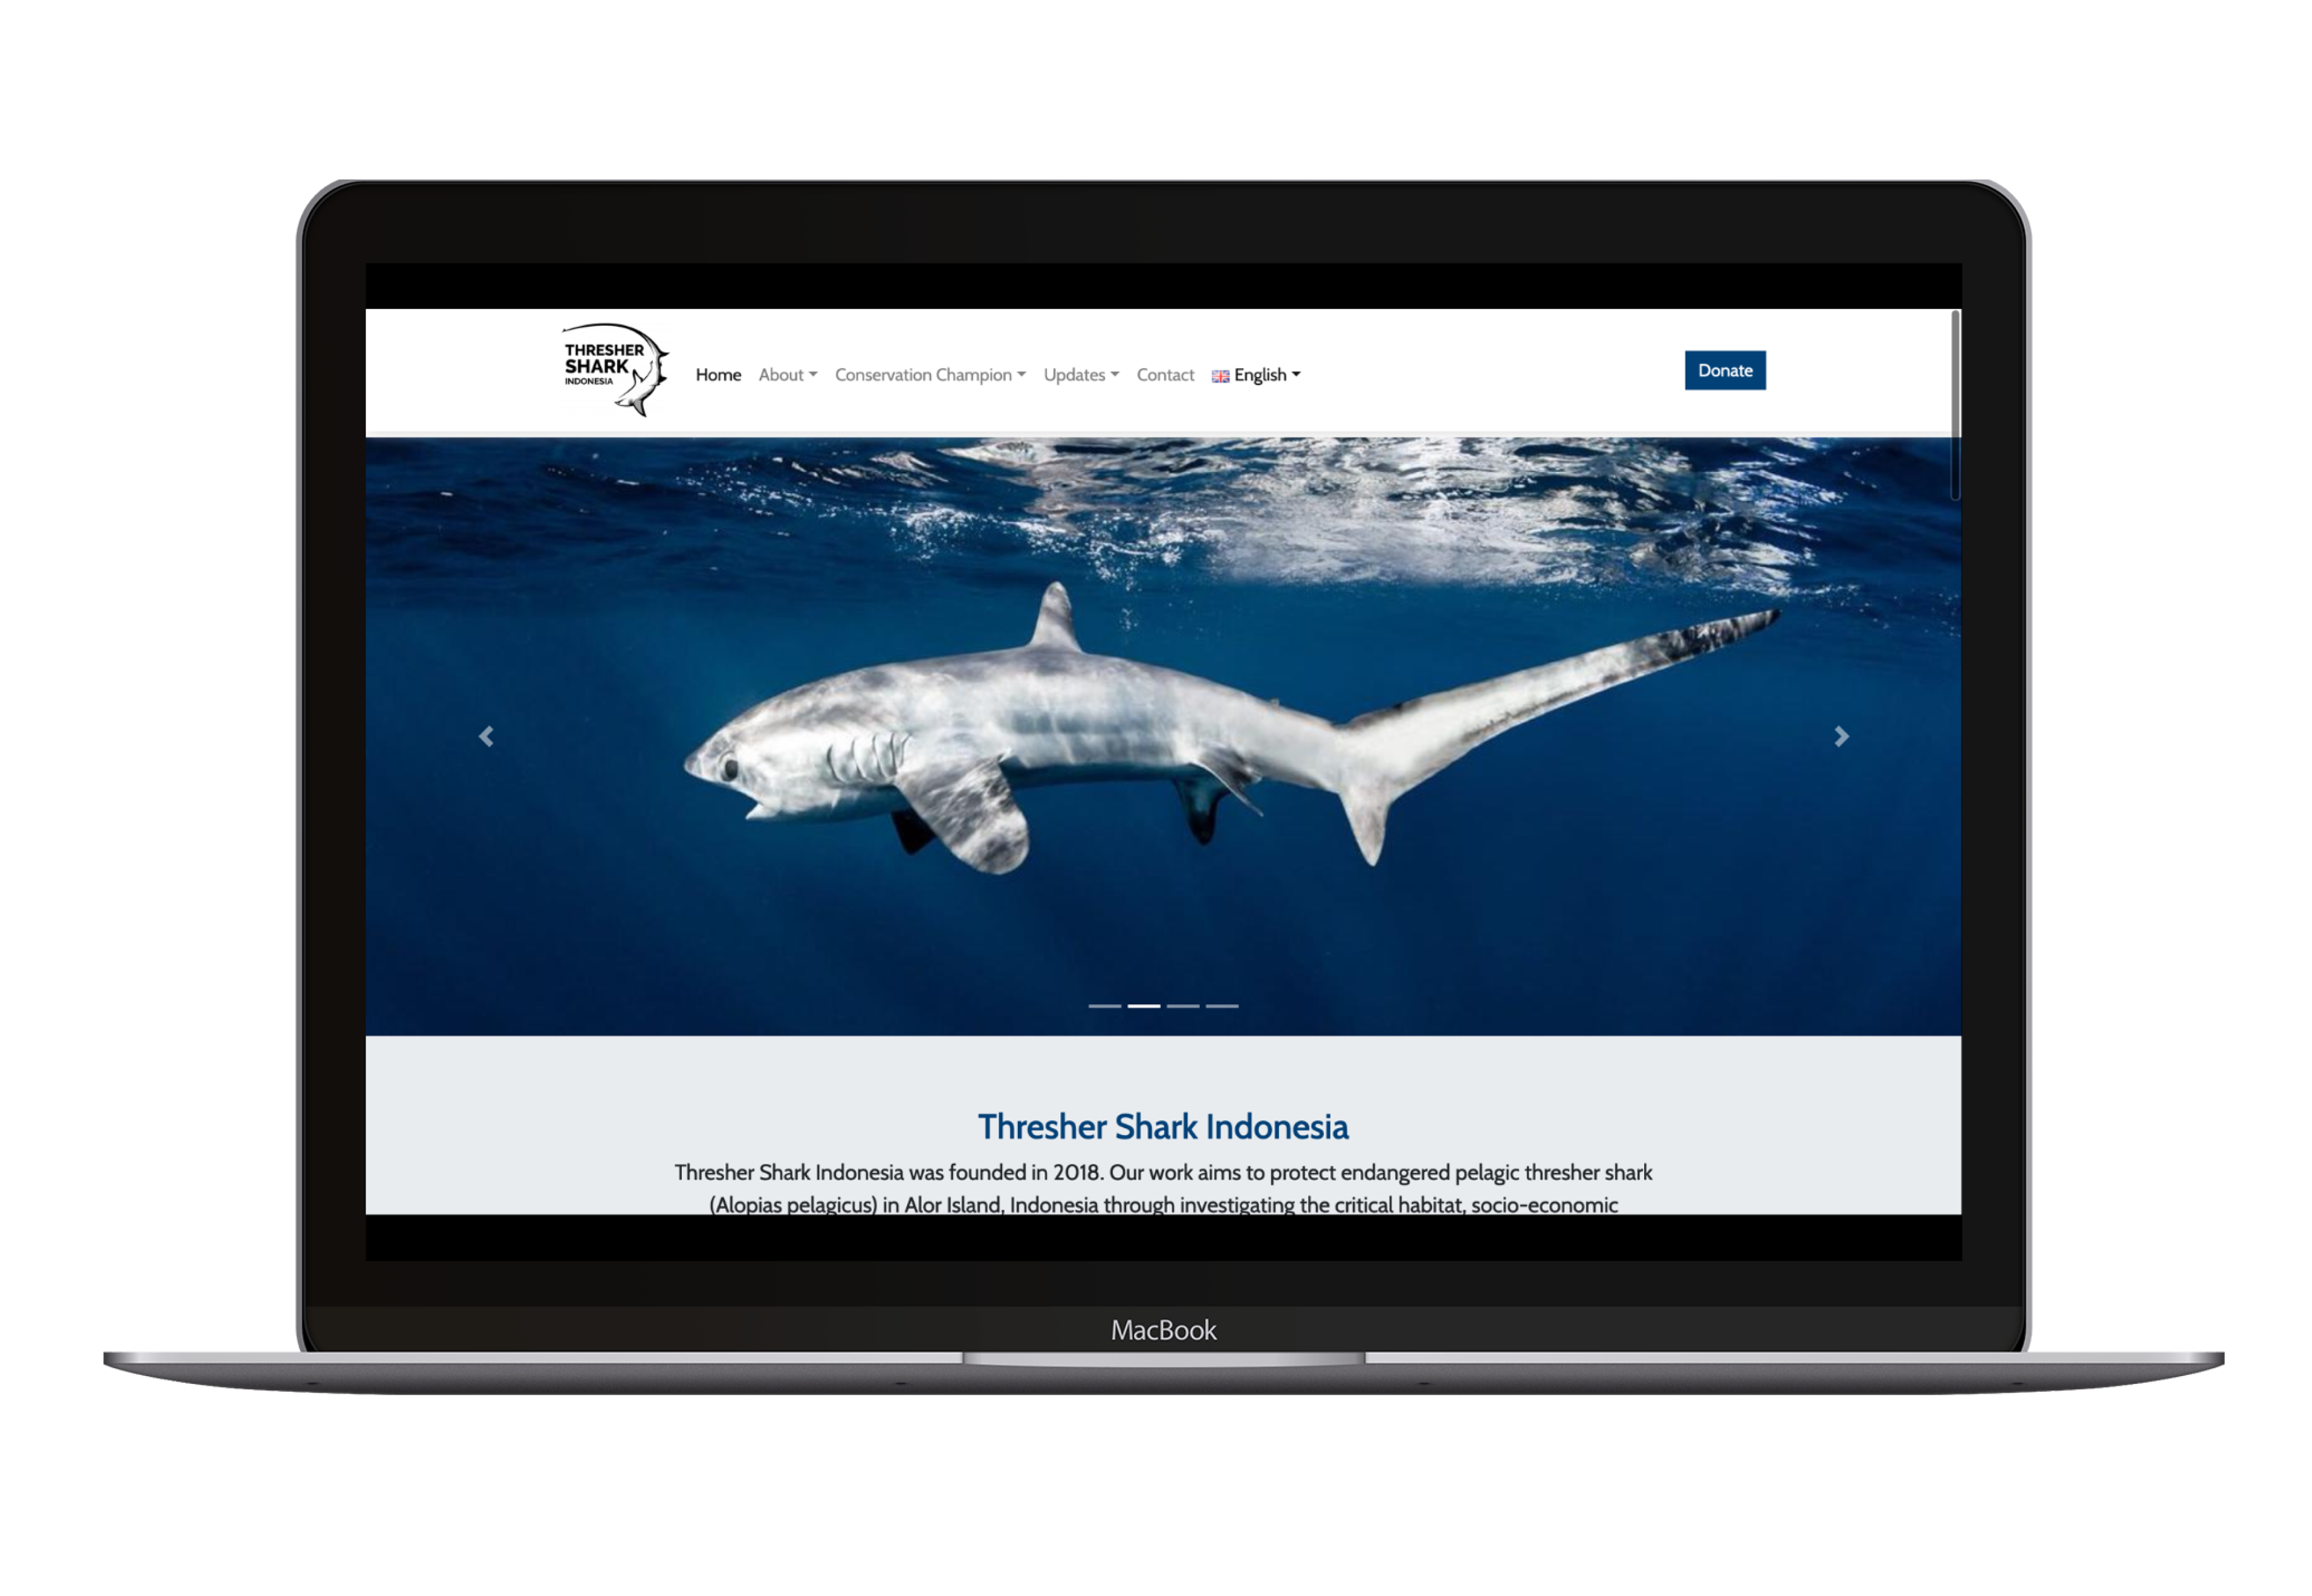 THRESHER
SHARK
INDONESIA
Home About Conservation Champion Updates Contact English
Donate
Thresher Shark Indonesia
Thresher Shark Indonesia was founded in 2018. Our work aims to protect endangered pelagic thresher shark
(Alopias pelagicus) in Alor Island, Indonesia through investigating the critical habitat, socio-economic
MacBook